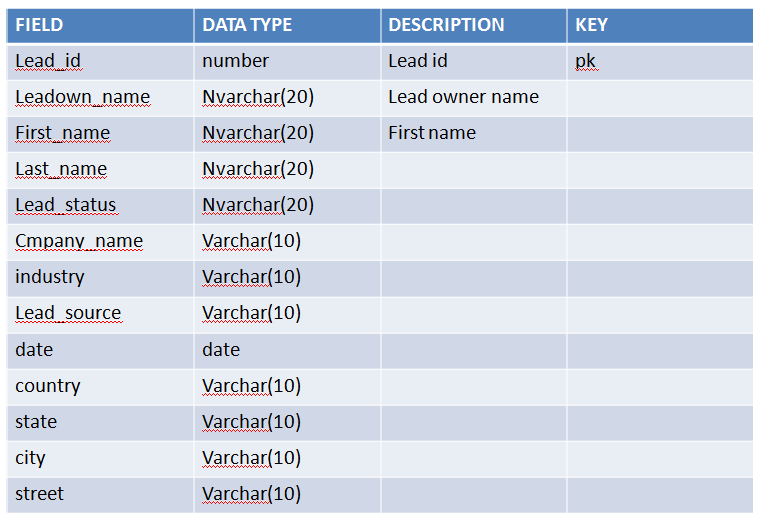 FIELD DATA TYPE DESCRIPTION KEY
Lead_id number Lead id pk
Leadown_name Nvarchar(20) Lead owner name
First_name Nvarchar(20) First name
Last_name Nvarchar(20)
Lead_status Nvarchar(20)
Cmpany_name Varchar(10)
industry Varchar(10)
Lead_source Varchar(10)
date date
country Varchar(10)
state Varchar(10)
city Varchar(10)
street Varchar(10)